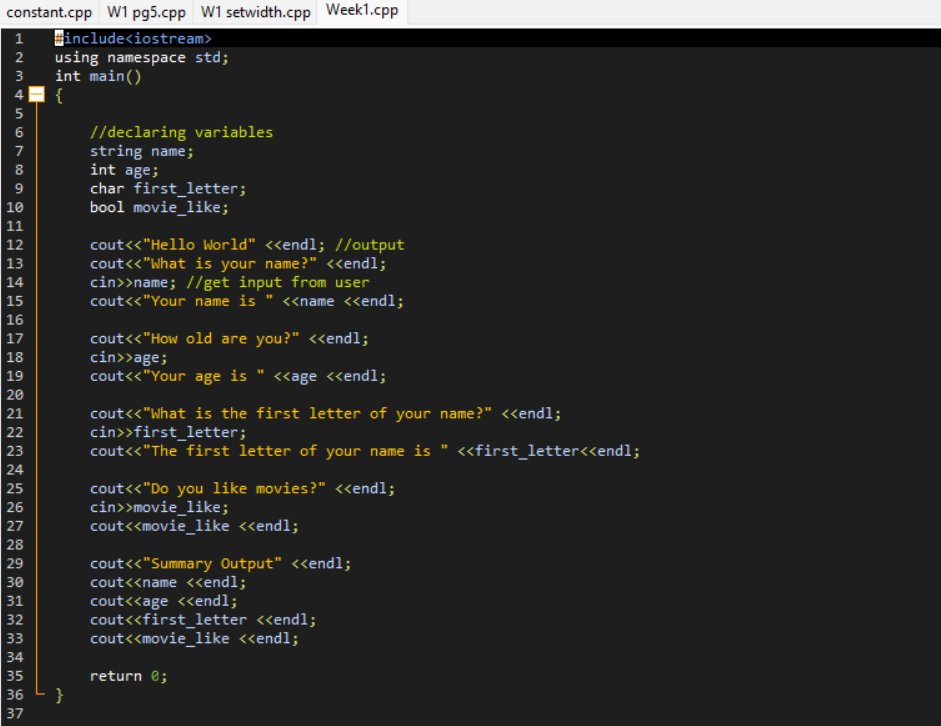 constant.cpp W1 pg5.cpp W1 setwidth.cpp Week1.cpp
1 #include<iostream>
2 using namespace std;
3 int main()
4 {
5
6 //declaring variables
7 string name;
8 int age;
9 char first_letter;
10 bool movie_like;
11
12 cout<<"Hello World" <<endl; //output
13 cout<<"What is your name?" <<endl;
14 cin>>name; //get input from user
15 cout<<"Your name is " <<name <<endl;
16
17 cout<<"How old are you?" <<endl;
18 cin>>age;
19 cout<<"Your age is " <<age <<endl;
20
21 cout<<"What is the first letter of your name?" <<endl;
22 cin>>first_letter;
23 cout<<"The first letter of your name is " <<first_letter<<endl;
24
25 cout<<"Do you like movies?" <<endl;
26 cin>>movie_like;
27 cout<<movie_like <<endl;
28
29 cout<<"Summary Output" <<endl;
30 cout<<name <<endl;
31 cout<<age <<endl;
32 cout<<first_letter <<endl;
33 cout<<movie_like <<endl;
34
35 return 0;
36 }
37